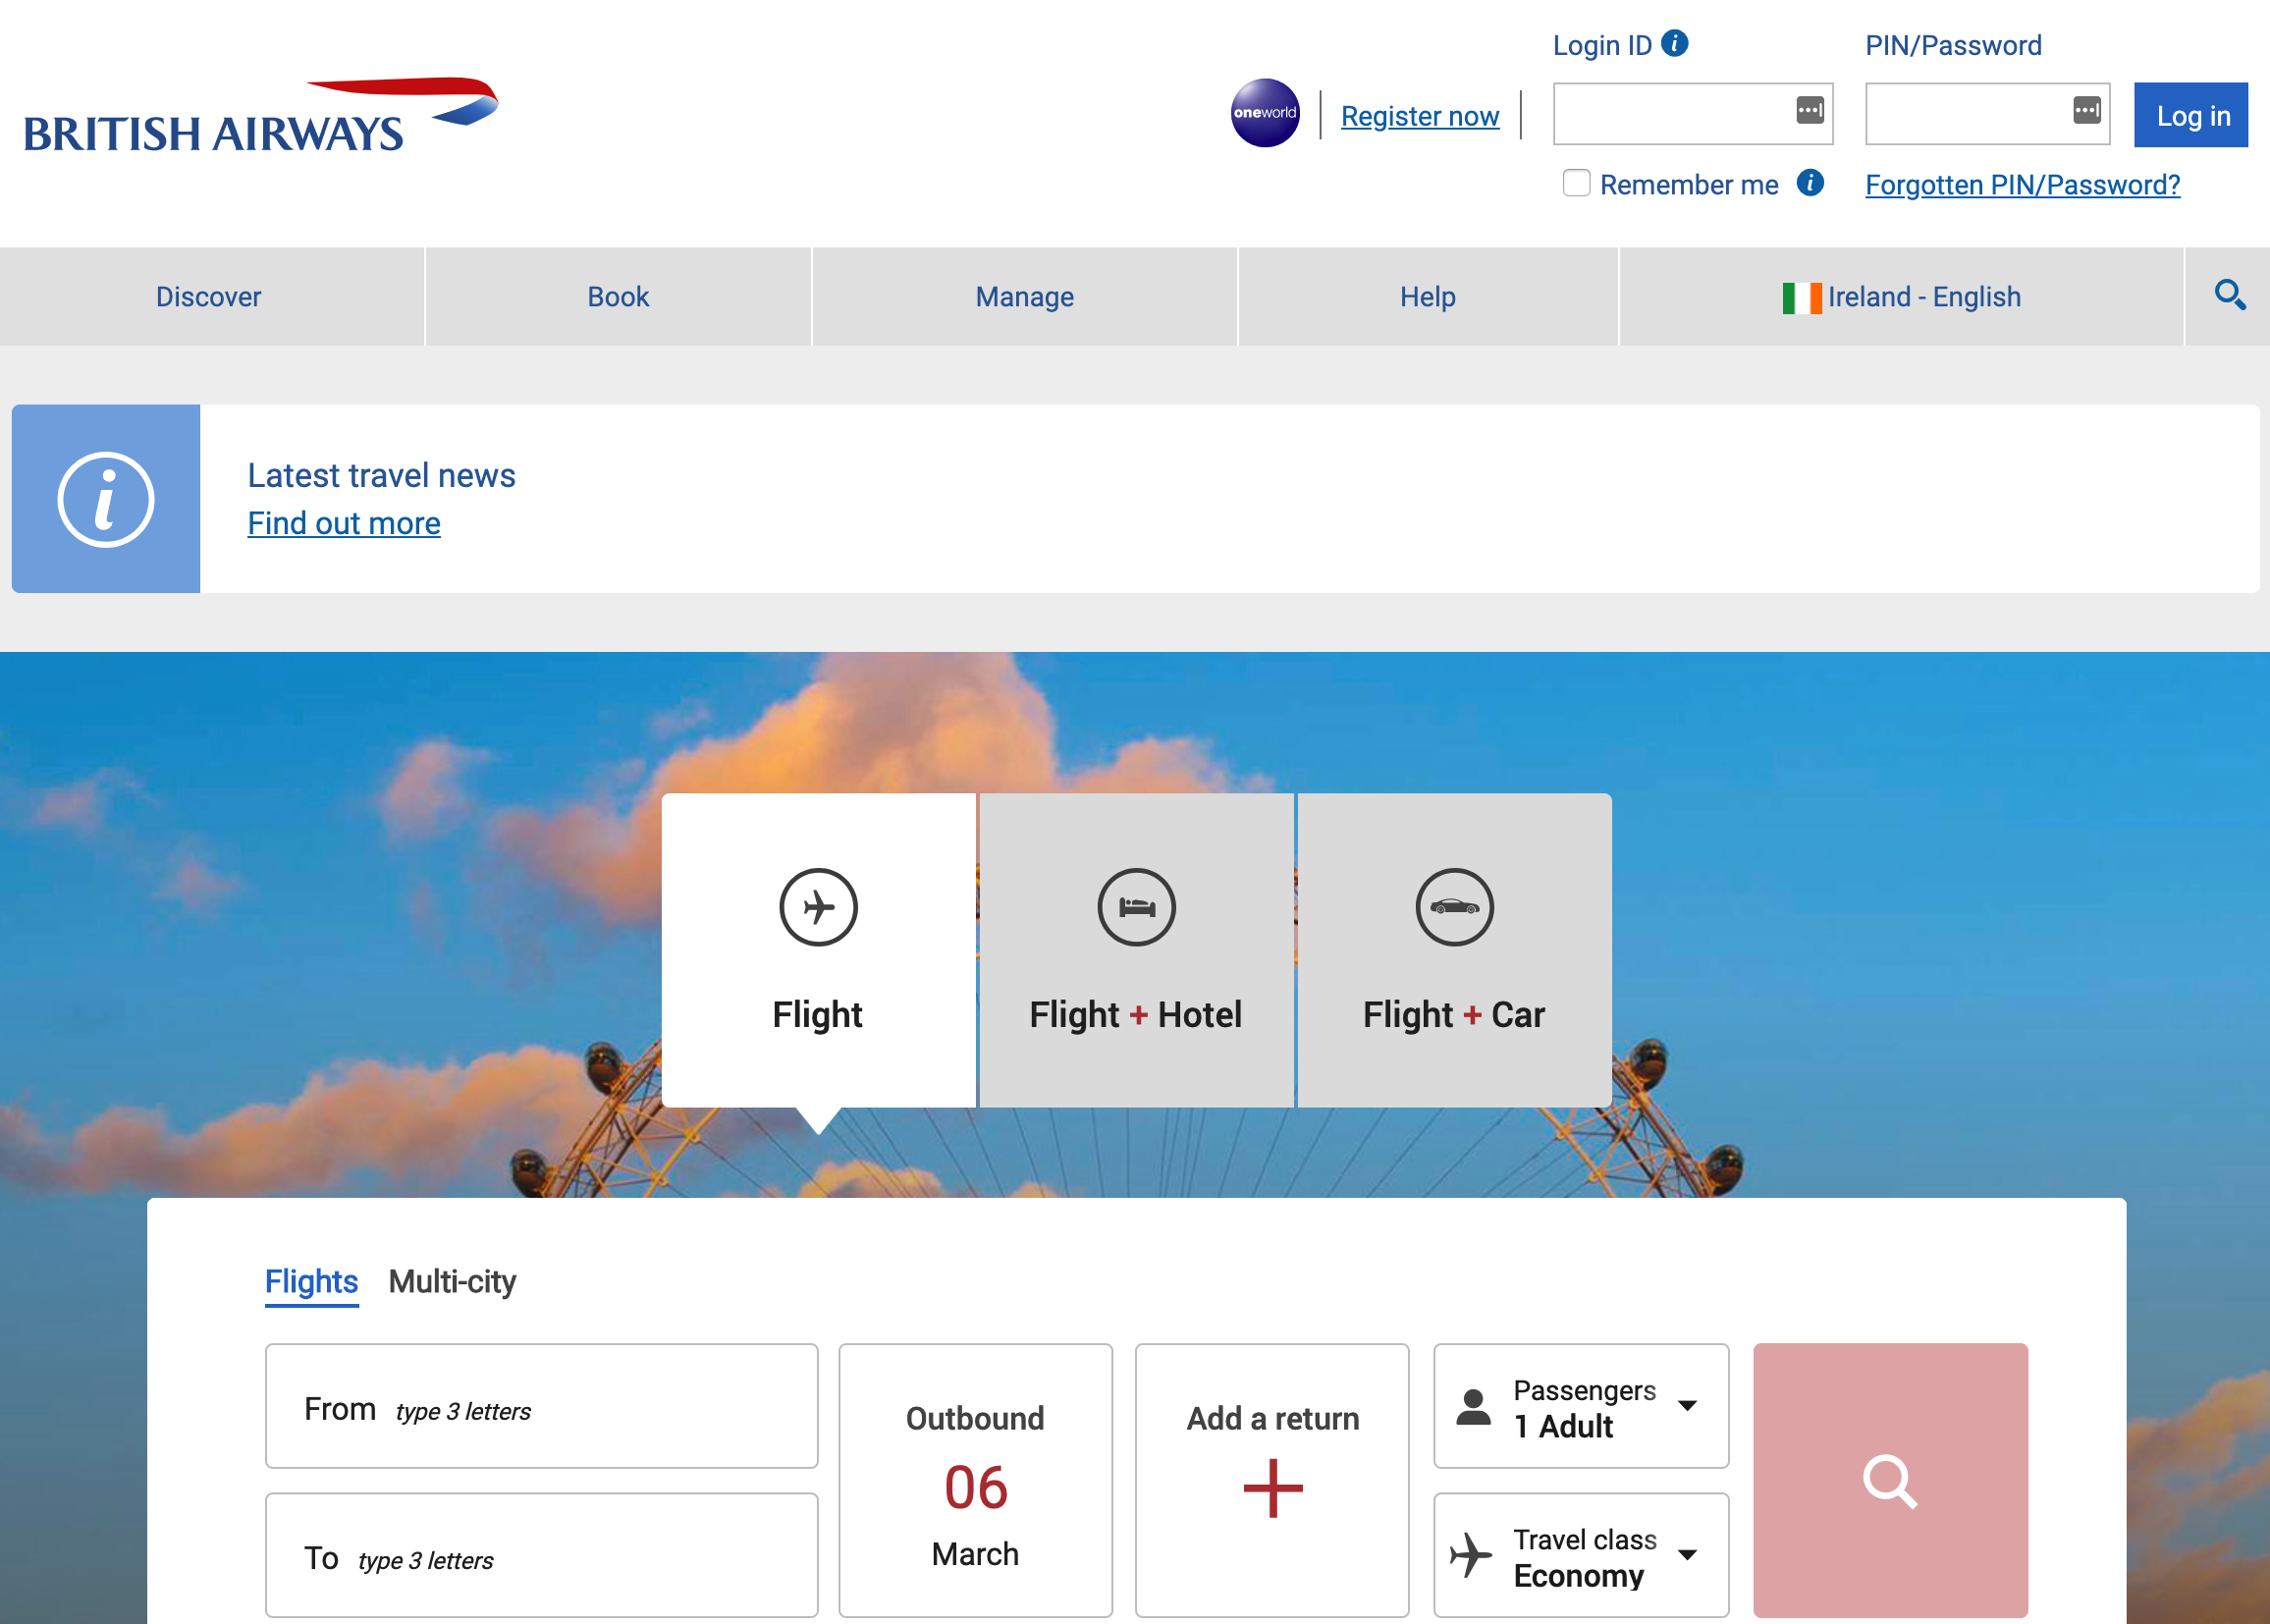 Login ID
PIN/Password
BRITISH AIRWAYS
oneworld
Register now
Log in
Remember me
Forgotten PIN/Password?
Discover
Book
Manage
Help
Ireland - English
Latest travel news
Find out more
Flight
Flight + Hotel
Flight + Car
Flights
Multi-city
From type 3 letters
To type 3 letters
Outbound
06
March
Add a return
Passengers
1 Adult
Travel class
Economy